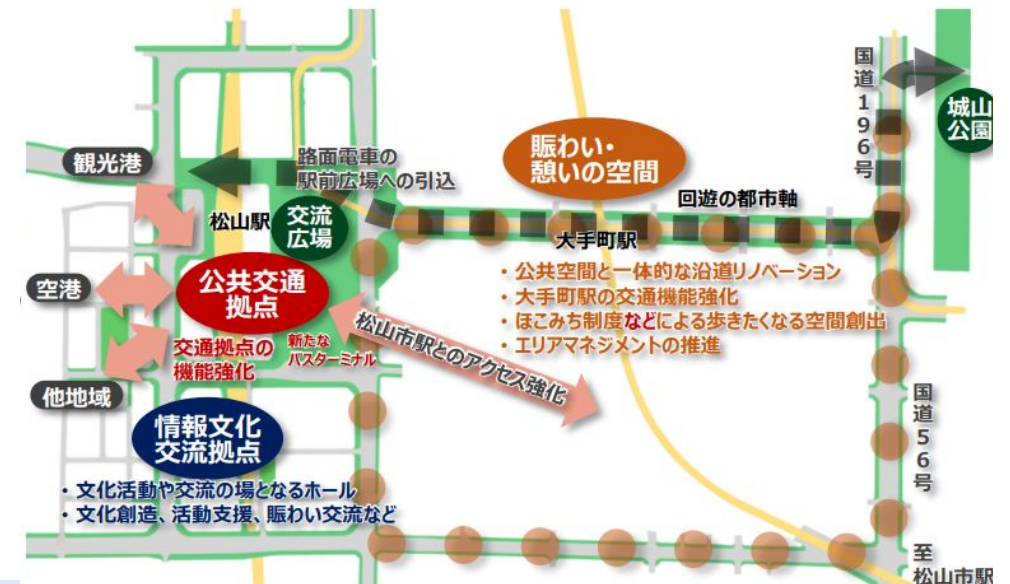 国道196号
城山
公園
観光港
路面電車の
駅前広場への引込
賑わい・
憩いの空間
回遊の都市軸
松山駅
交流
広場
大手町駅
・公共空間と一体的な沿道リノベーション
・大手町駅の交通機能強化
・ほこみち制度などによる歩きたくなる空間創出
・エリアマネジメントの推進
空港
公共交通
拠点
交通拠点の
機能強化
新たな
バスターミナル
松山市駅とのアクセス強化
他地域
情報文化
交流拠点
・文化活動や交流の場となるホール
・文化創造、活動支援、賑わい交流など
国道56号
至
松山市駅